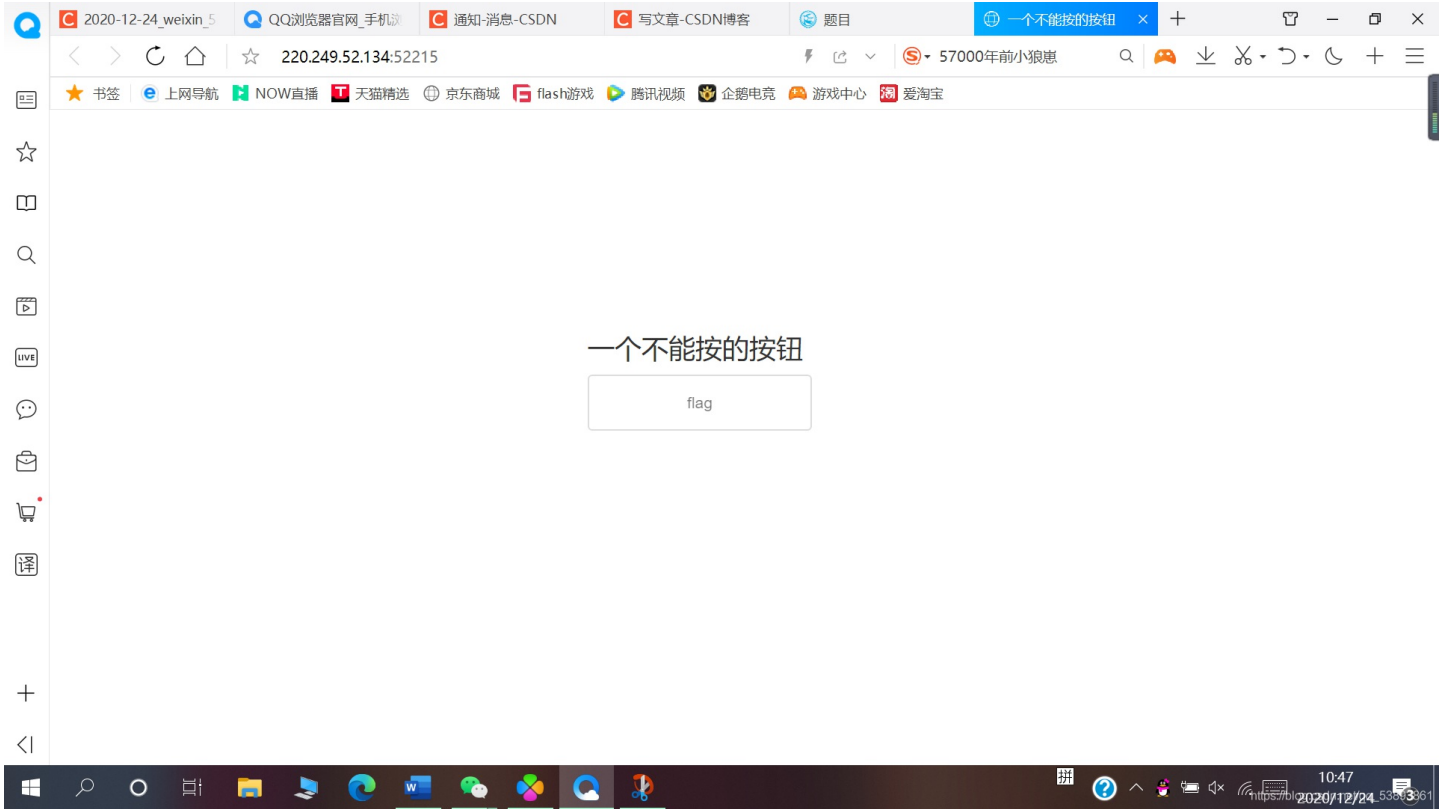 2020-12-24_weixin_5
QQ浏览器官网_手机浏
通知-消息-CSDN
写文章-CSDN博客
题目
一个不能按的按钮
220.249.52.134:52215
57000年前小狼崽
书签
上网导航
NOW直播
天猫精选
京东商城
flash游戏
腾讯视频
企鹅电竞
游戏中心
爱淘宝
LIVE
译
一个不能按的按钮
flag
拼
10:47
2020/12/24
3